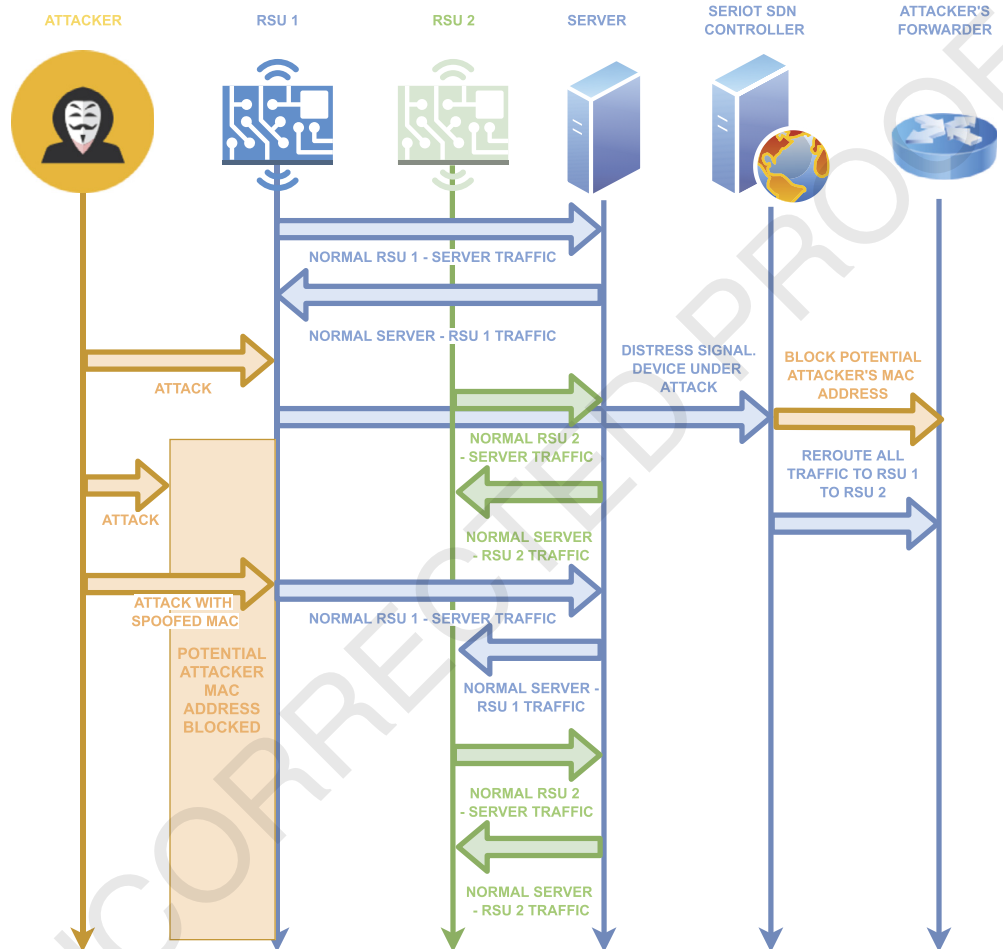 ATTACKER
RSU 1
RSU 2
SERVER
SERIOT SDN
CONTROLLER
ATTACKER'S
FORWARDER
NORMAL RSU 1 - SERVER TRAFFIC
NORMAL SERVER - RSU 1 TRAFFIC
ATTACK
DISTRESS SIGNAL.
DEVICE UNDER
ATTACK
BLOCK POTENTIAL
ATTACKER'S MAC
ADDRESS
NORMAL RSU 2
- SERVER TRAFFIC
REROUTE ALL
TRAFFIC TO RSU 1
TO RSU 2
ATTACK
NORMAL SERVER
- RSU 2 TRAFFIC
ATTACK WITH
SPOOFED MAC
NORMAL RSU 1 - SERVER TRAFFIC
POTENTIAL
ATTACKER
MAC
ADDRESS
BLOCKED
NORMAL SERVER -
RSU 1 TRAFFIC
NORMAL RSU 2
- SERVER TRAFFIC
NORMAL SERVER
- RSU 2 TRAFFIC
CORRECTED PROOF